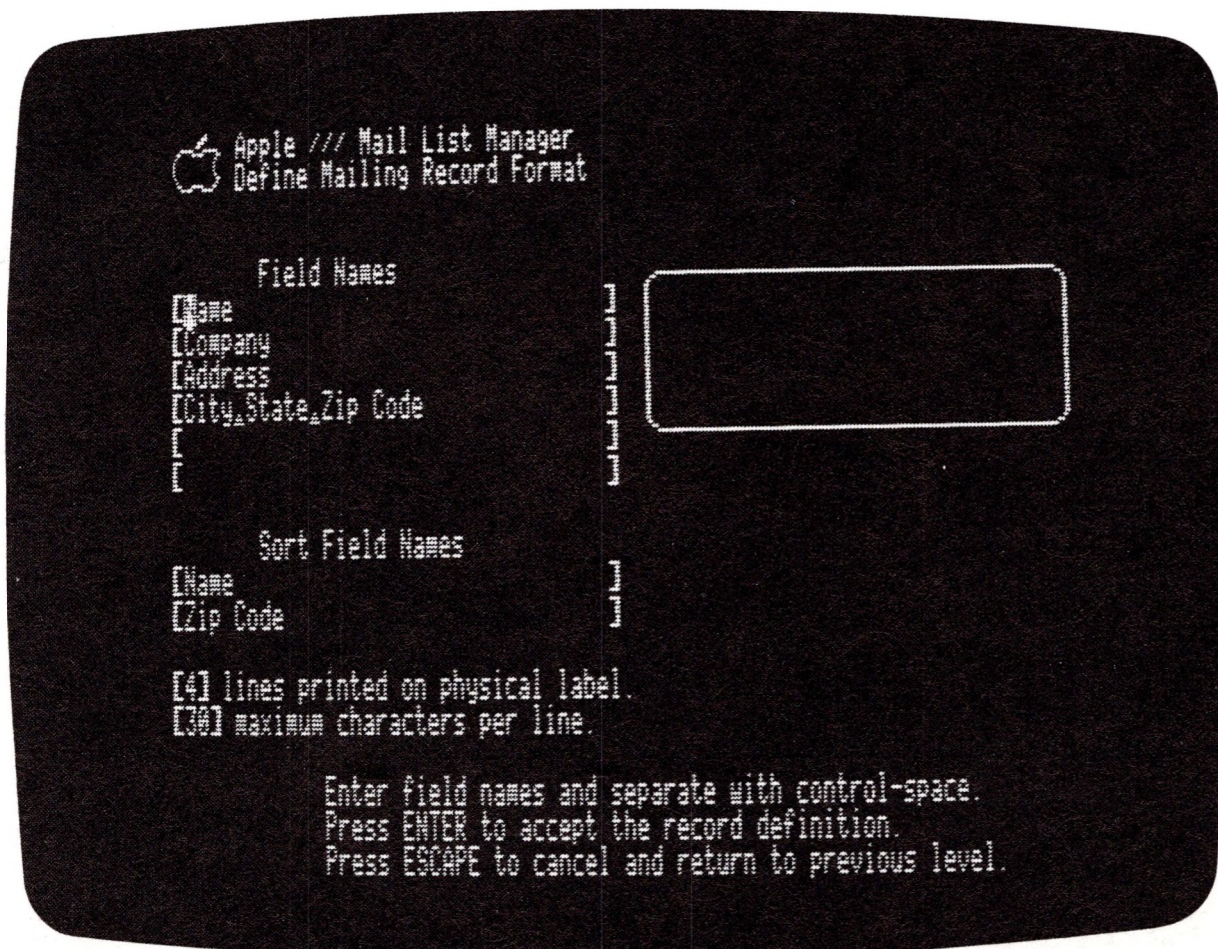 Apple /// Mail List Manager
Define Mailing Record Format
Field Names
[Name ]
[Company ]
[Address ]
[City‸State‸Zip Code ]
[ ]
[ ]
Sort Field Names
[Name ]
[Zip Code ]
[4] lines printed on physical label.
[30] maximum characters per line.
Enter field names and separate with control-space.
Press ENTER to accept the record definition.
Press ESCAPE to cancel and return to previous level.